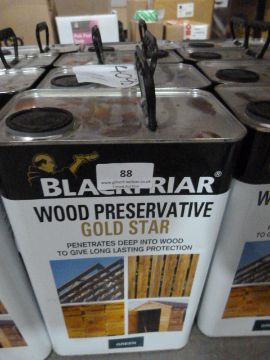 88
BLACKFRIAR®
WOOD PRESERVATIVE
GOLD STAR
PENETRATES DEEP INTO WOOD
TO GIVE LONG LASTING PROTECTION
GREEN